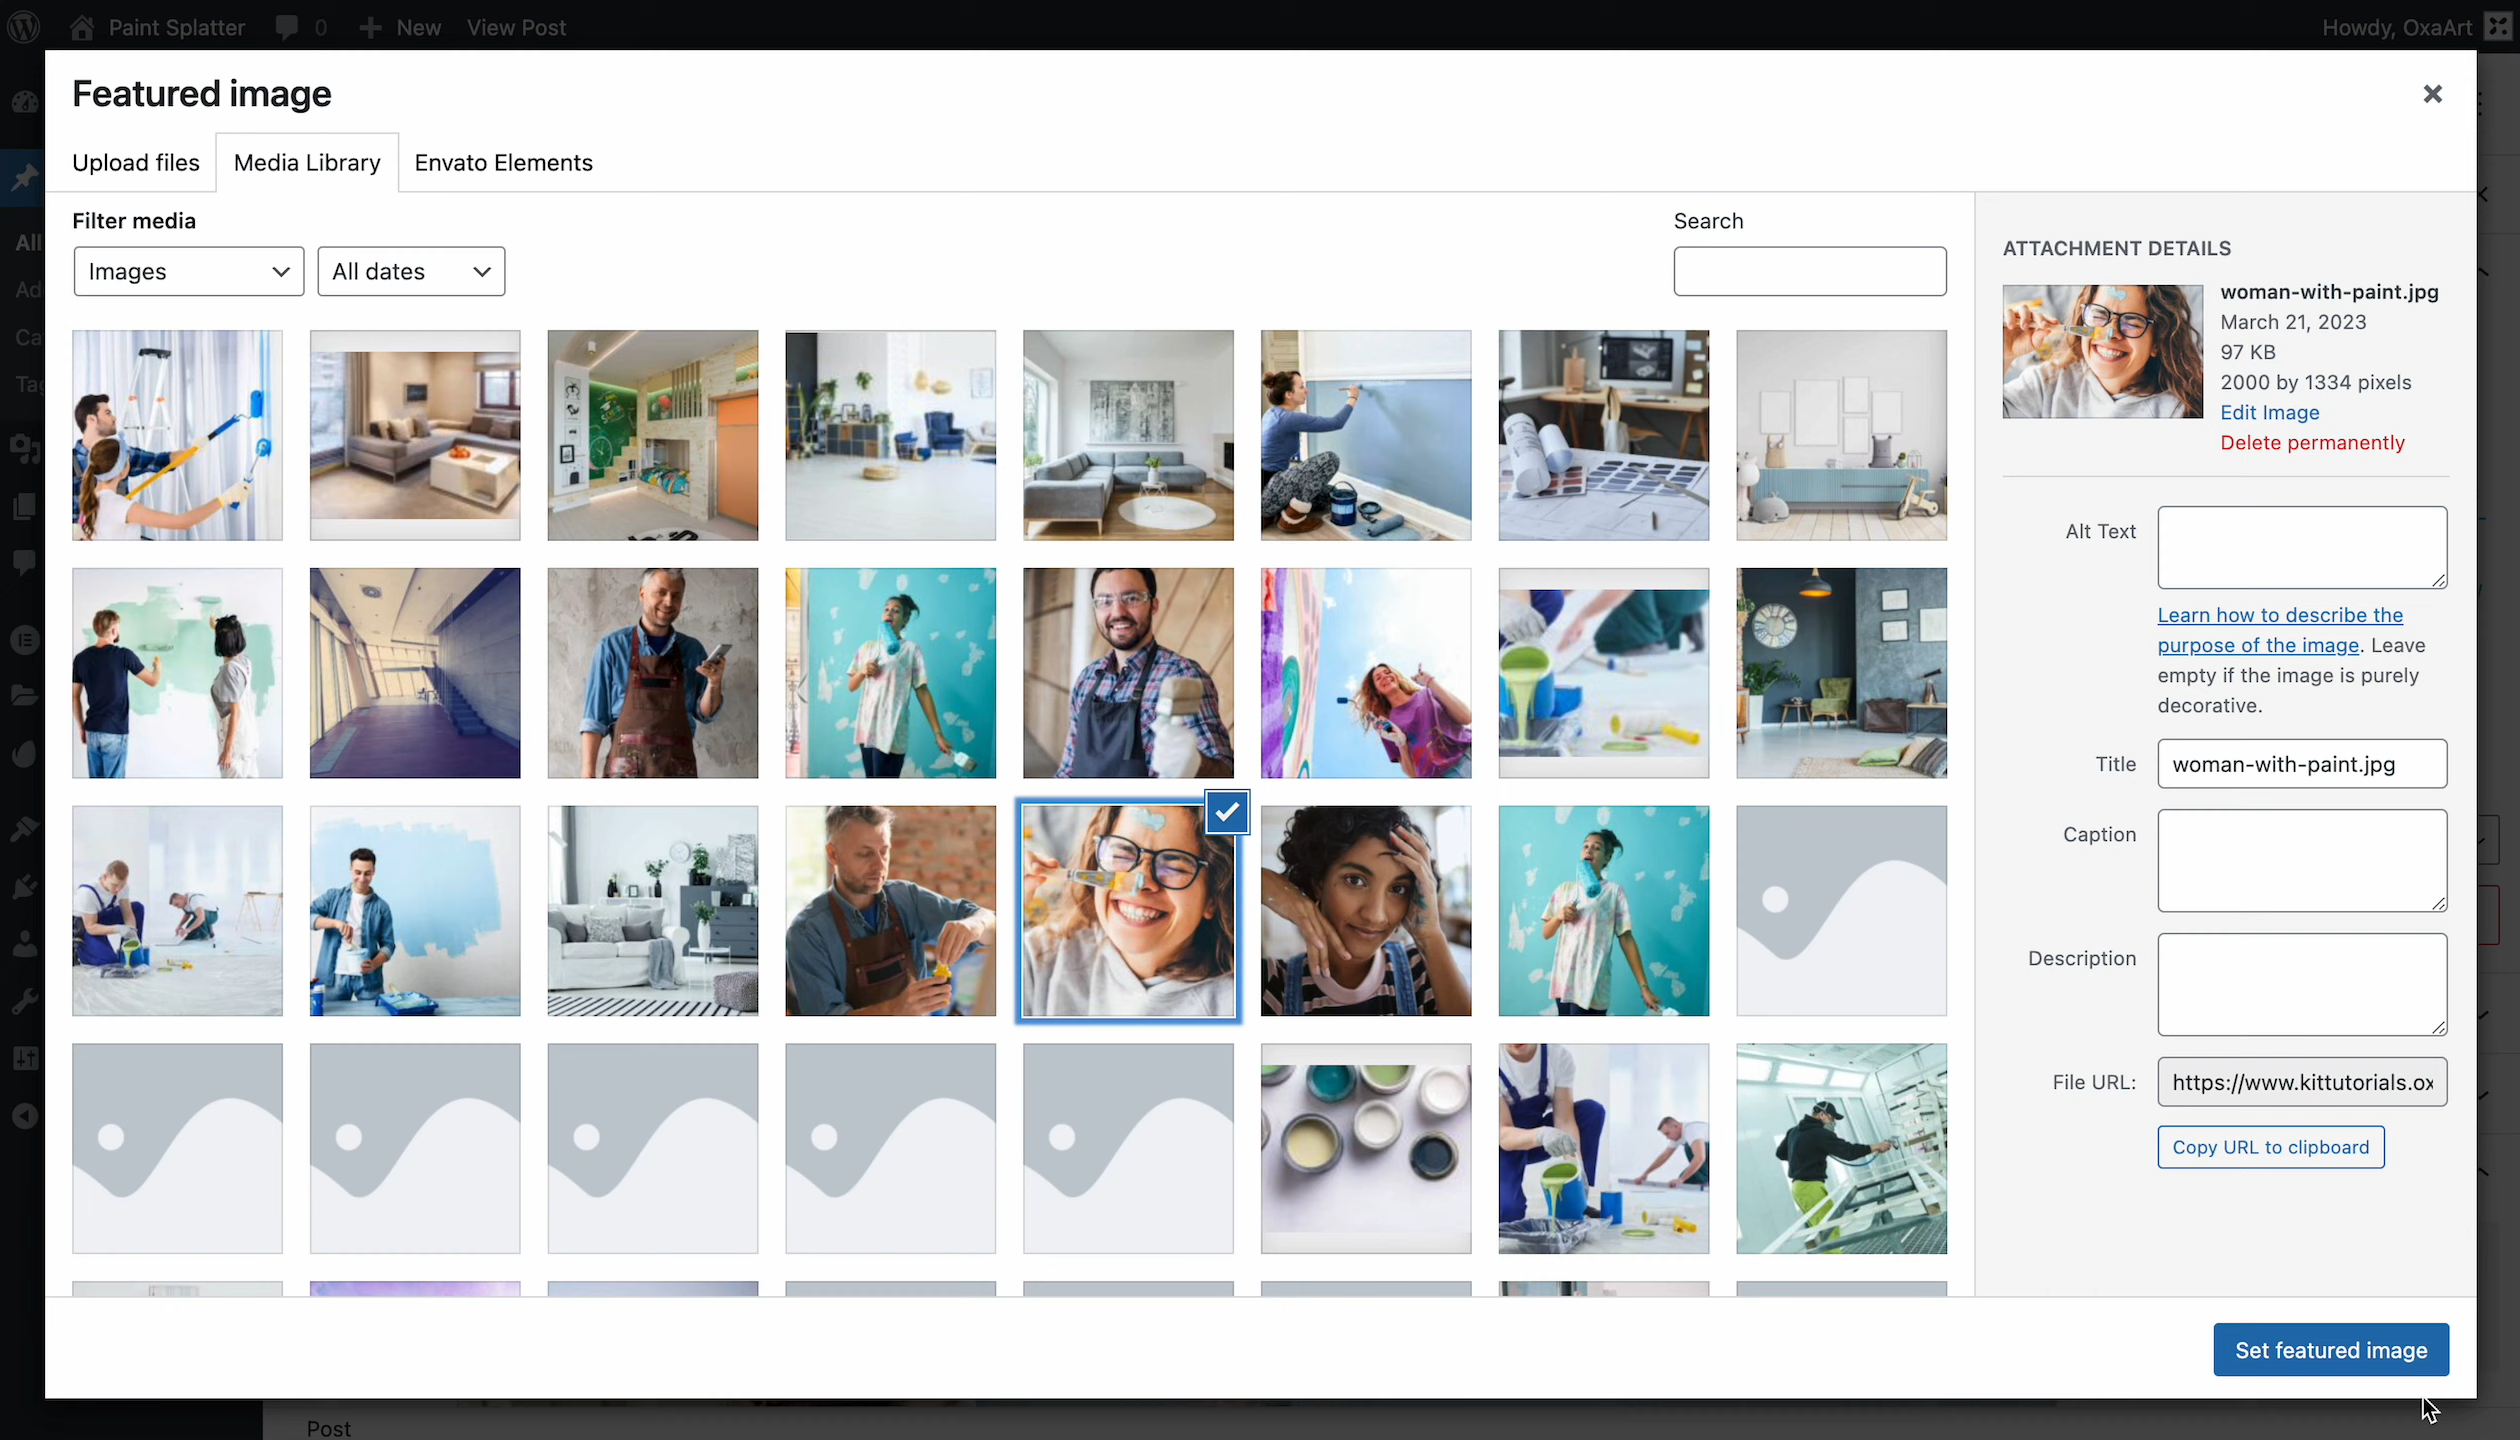 Paint Splatter
0
New
View Post
Howdy, OxaArt
Featured image
Upload files
Media Library
Envato Elements
Filter media
Images
All dates
Search
All
Ad
Ca
Tag
ATTACHMENT DETAILS
woman-with-paint.jpg
March 21, 2023
97 KB
2000 by 1334 pixels
Edit Image
Delete permanently
Alt Text
Learn how to describe the
purpose of the image. Leave
empty if the image is purely
decorative.
Title
woman-with-paint.jpg
Caption
Description
File URL:
https://www.kittutorials.ox
Copy URL to clipboard
Set featured image
Post